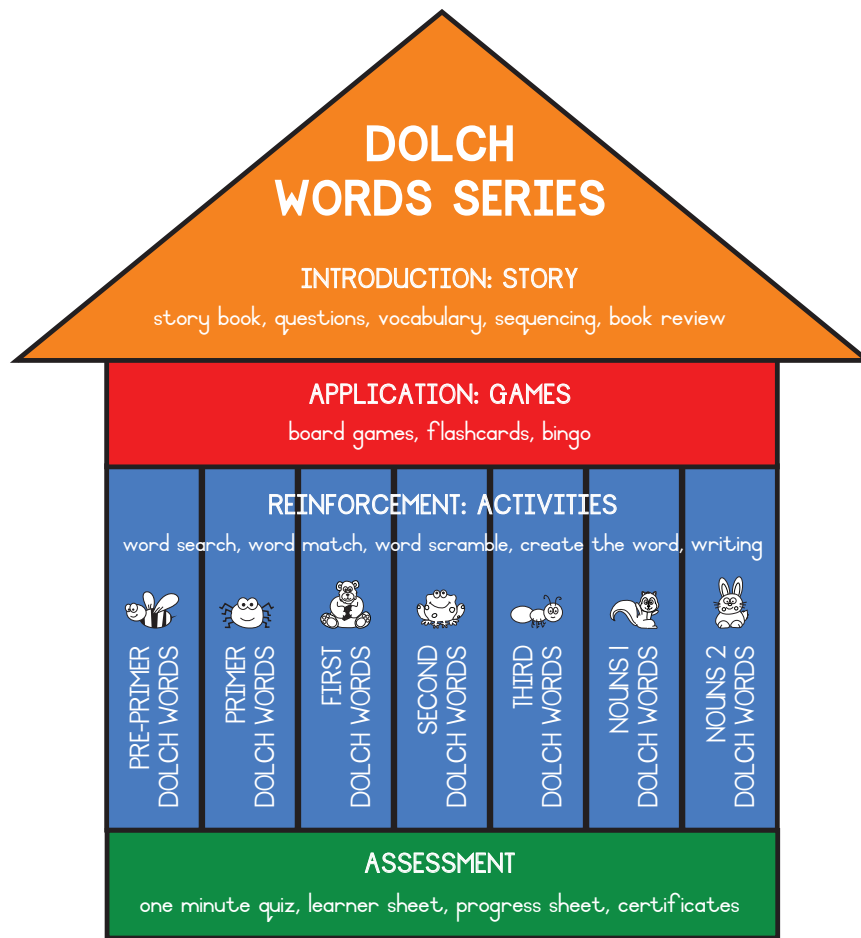 DOLCH
WORDS SERIES
INTRODUCTION: STORY
story book, questions, vocabulary, sequencing, book review
APPLICATION: GAMES
board games, flashcards, bingo
REINFORCEMENT: ACTIVITIES
word search, word match, word scramble, create the word, writing
PRE-PRIMER
DOLCH WORDS
PRIMER
DOLCH WORDS
FIRST
DOLCH WORDS
SECOND
DOLCH WORDS
THIRD
DOLCH WORDS
NOUNS 1
DOLCH WORDS
NOUNS 2
DOLCH WORDS
ASSESSMENT
one minute quiz, learner sheet, progress sheet, certificates